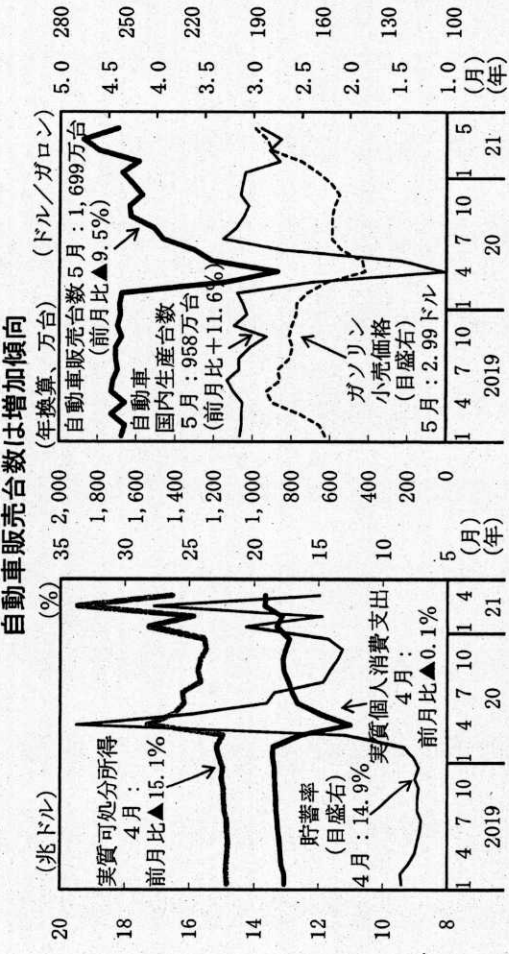 自動車販売台数は増加傾向
(兆ドル)
(%)
20
18
16
14
12
10
8
35
30
25
20
15
10
5
実質可処分所得
4月:
前月比▲15.1%
貯蓄率
(目盛右)
4月:14.9%
実質個人消費支出
4月:
前月比▲0.1%
1 4 7 10 1 4 7 10 1 4 (月)
2019 20 21 (年)
(年換算、万台)
(ドル/ガロン)
2,000
1,800
1,600
1,400
1,200
1,000
800
600
400
200
0
5.0
4.5
4.0
3.5
3.0
2.5
2.0
1.5
1.0
自動車販売台数5月:1,699万台
(前月比▲9.5%)
自動車
国内生産台数
5月:958万台
(前月比+11.6%)
ガソリン
小売価格
(目盛右)
5月:2.99ドル
1 4 7 10 1 4 7 10 1 5 (月)
2019 20 21 (年)
280
250
220
190
160
130
100